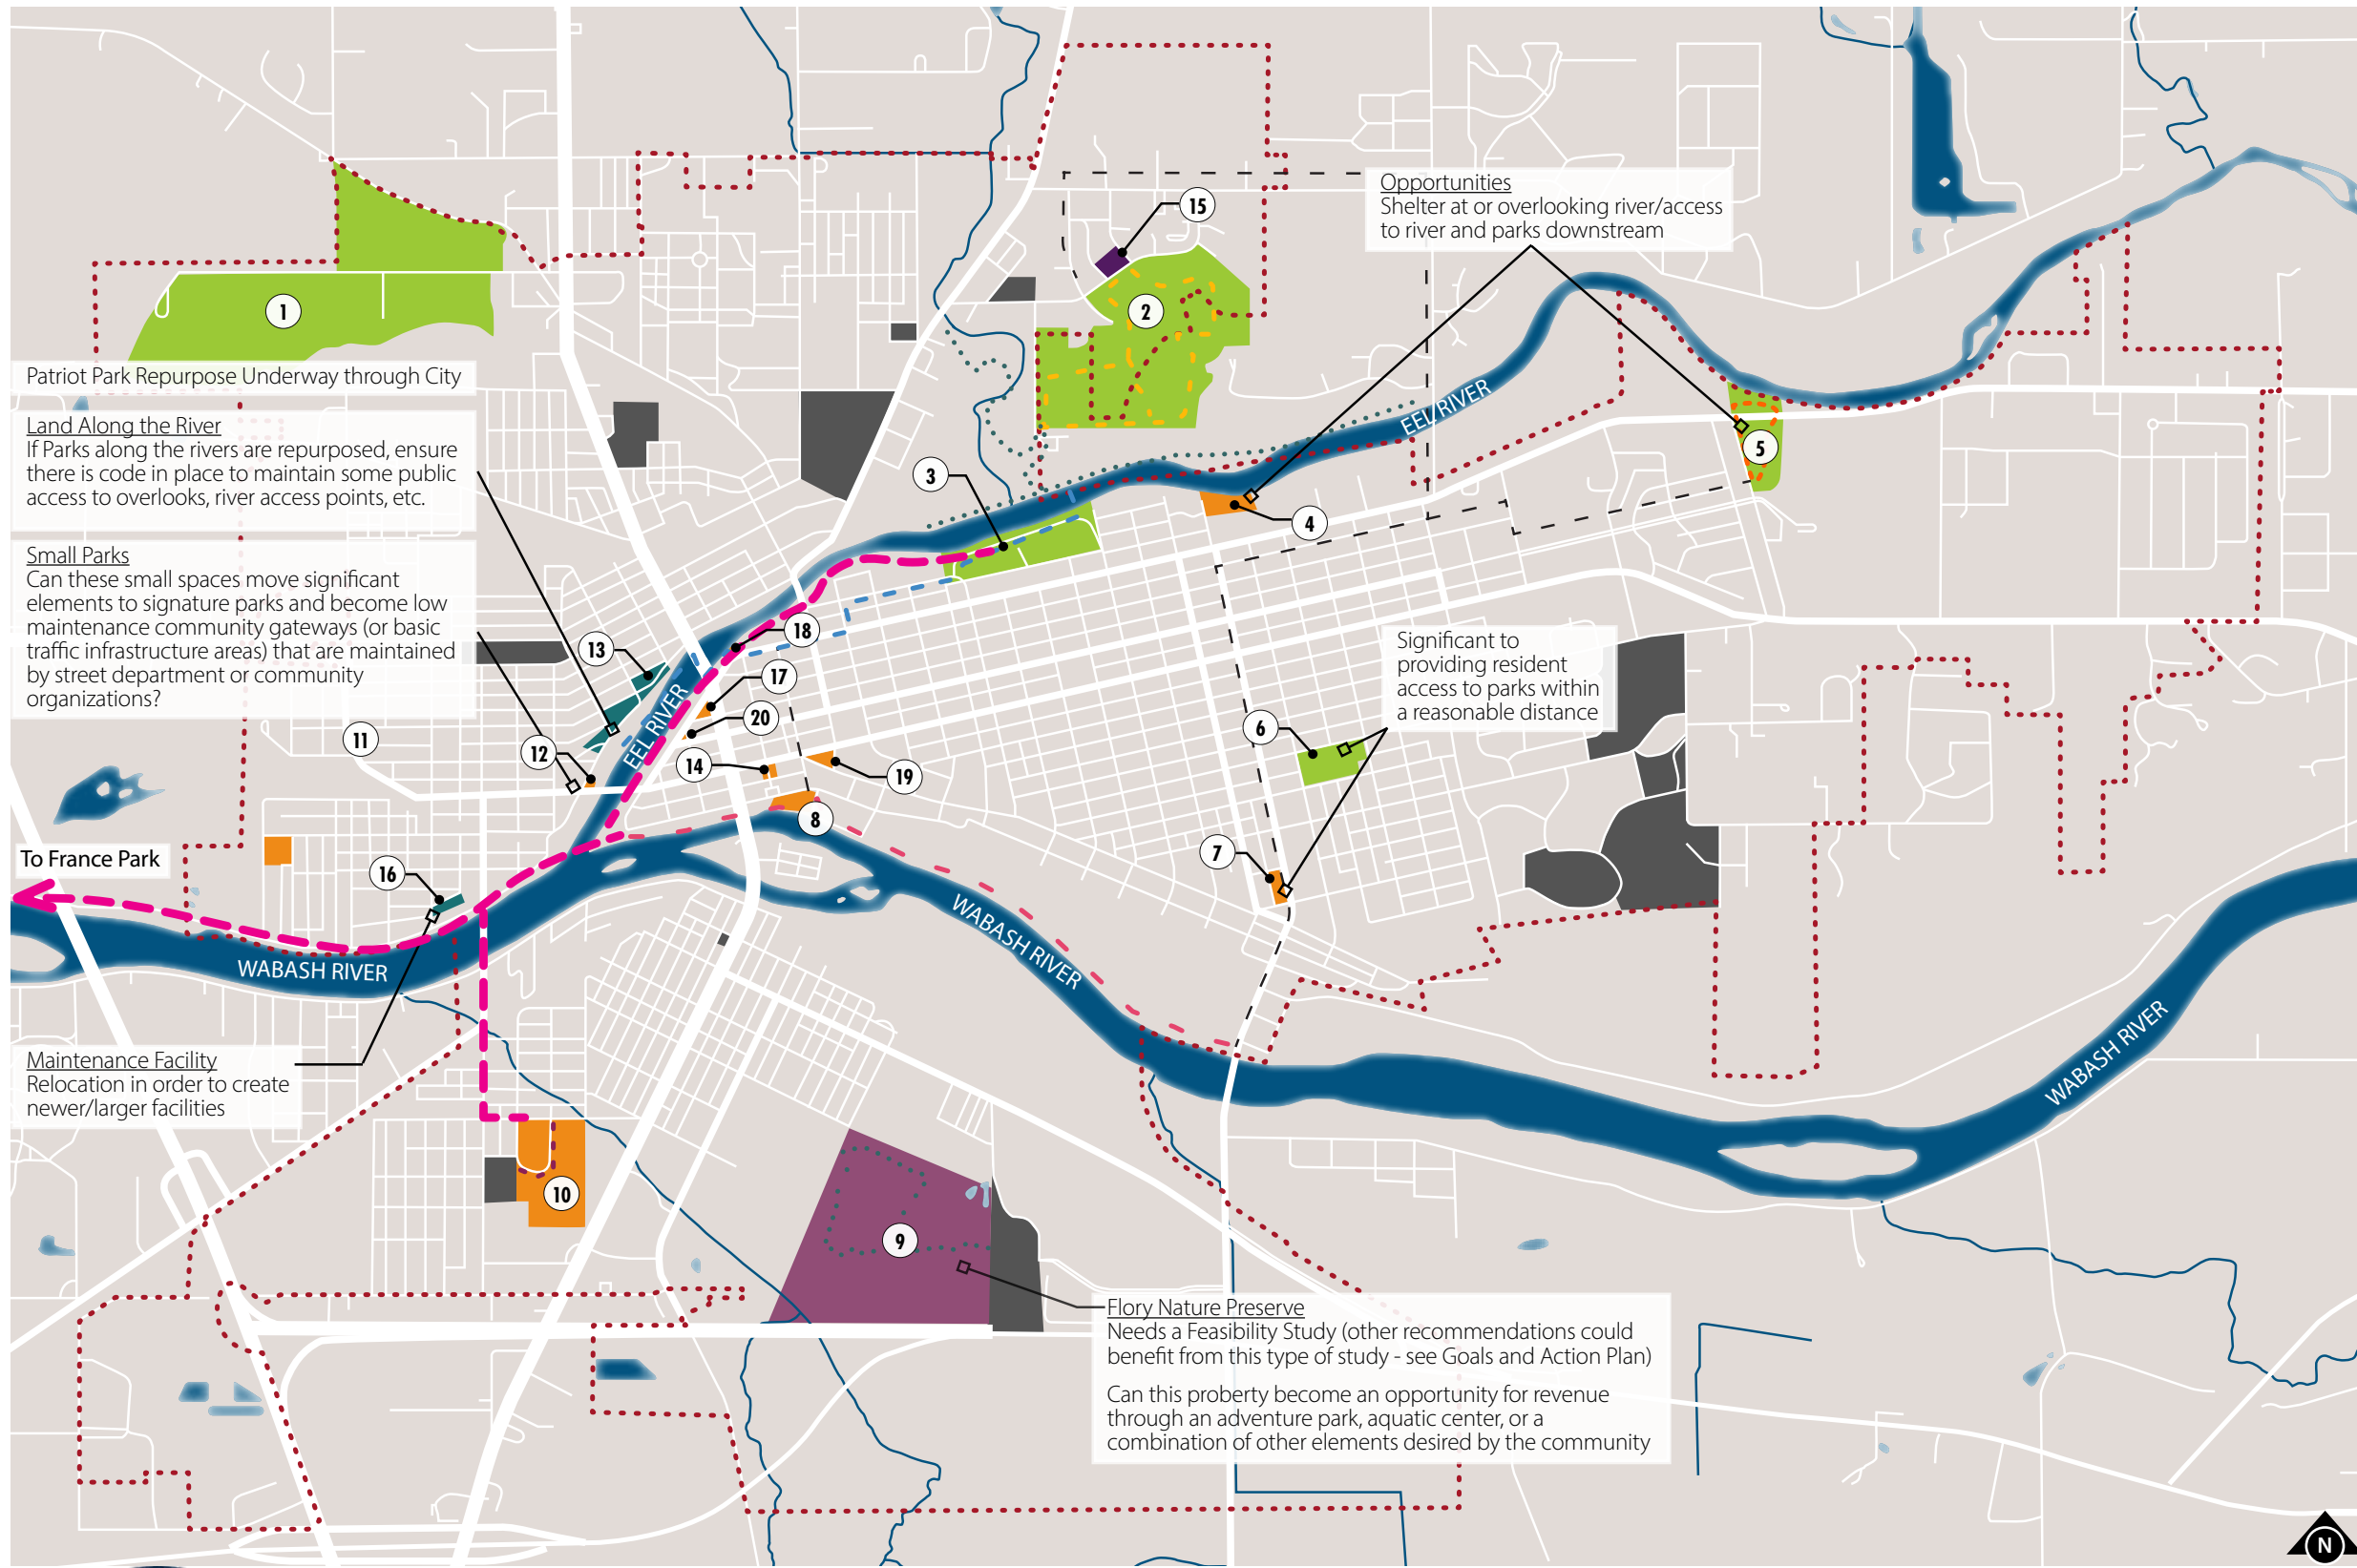 15
Opportunities
Shelter at or overlooking river/access
to river and parks downstream
1
2
Patriot Park Repurpose Underway through City
Land Along the River
If Parks along the rivers are repurposed, ensure
there is code in place to maintain some public
access to overlooks, river access points, etc.
EEL RIVER
5
3
4
Small Parks
Can these small spaces move significant
elements to signature parks and become low
maintenance community gateways (or basic
traffic infrastructure areas) that are maintained
by street department or community
organizations?
18
13
17
20
EEL RIVER
11
12
14
19
Significant to
providing resident
access to parks within
a reasonable distance
6
8
7
To France Park
16
WABASH RIVER
WABASH RIVER
WABASH RIVER
Maintenance Facility
Relocation in order to create
newer/larger facilities
10
9
Flory Nature Preserve
Needs a Feasibility Study (other recommendations could
benefit from this type of study - see Goals and Action Plan)
Can this proberty become an opportunity for revenue
through an adventure park, aquatic center, or a
combination of other elements desired by the community
N